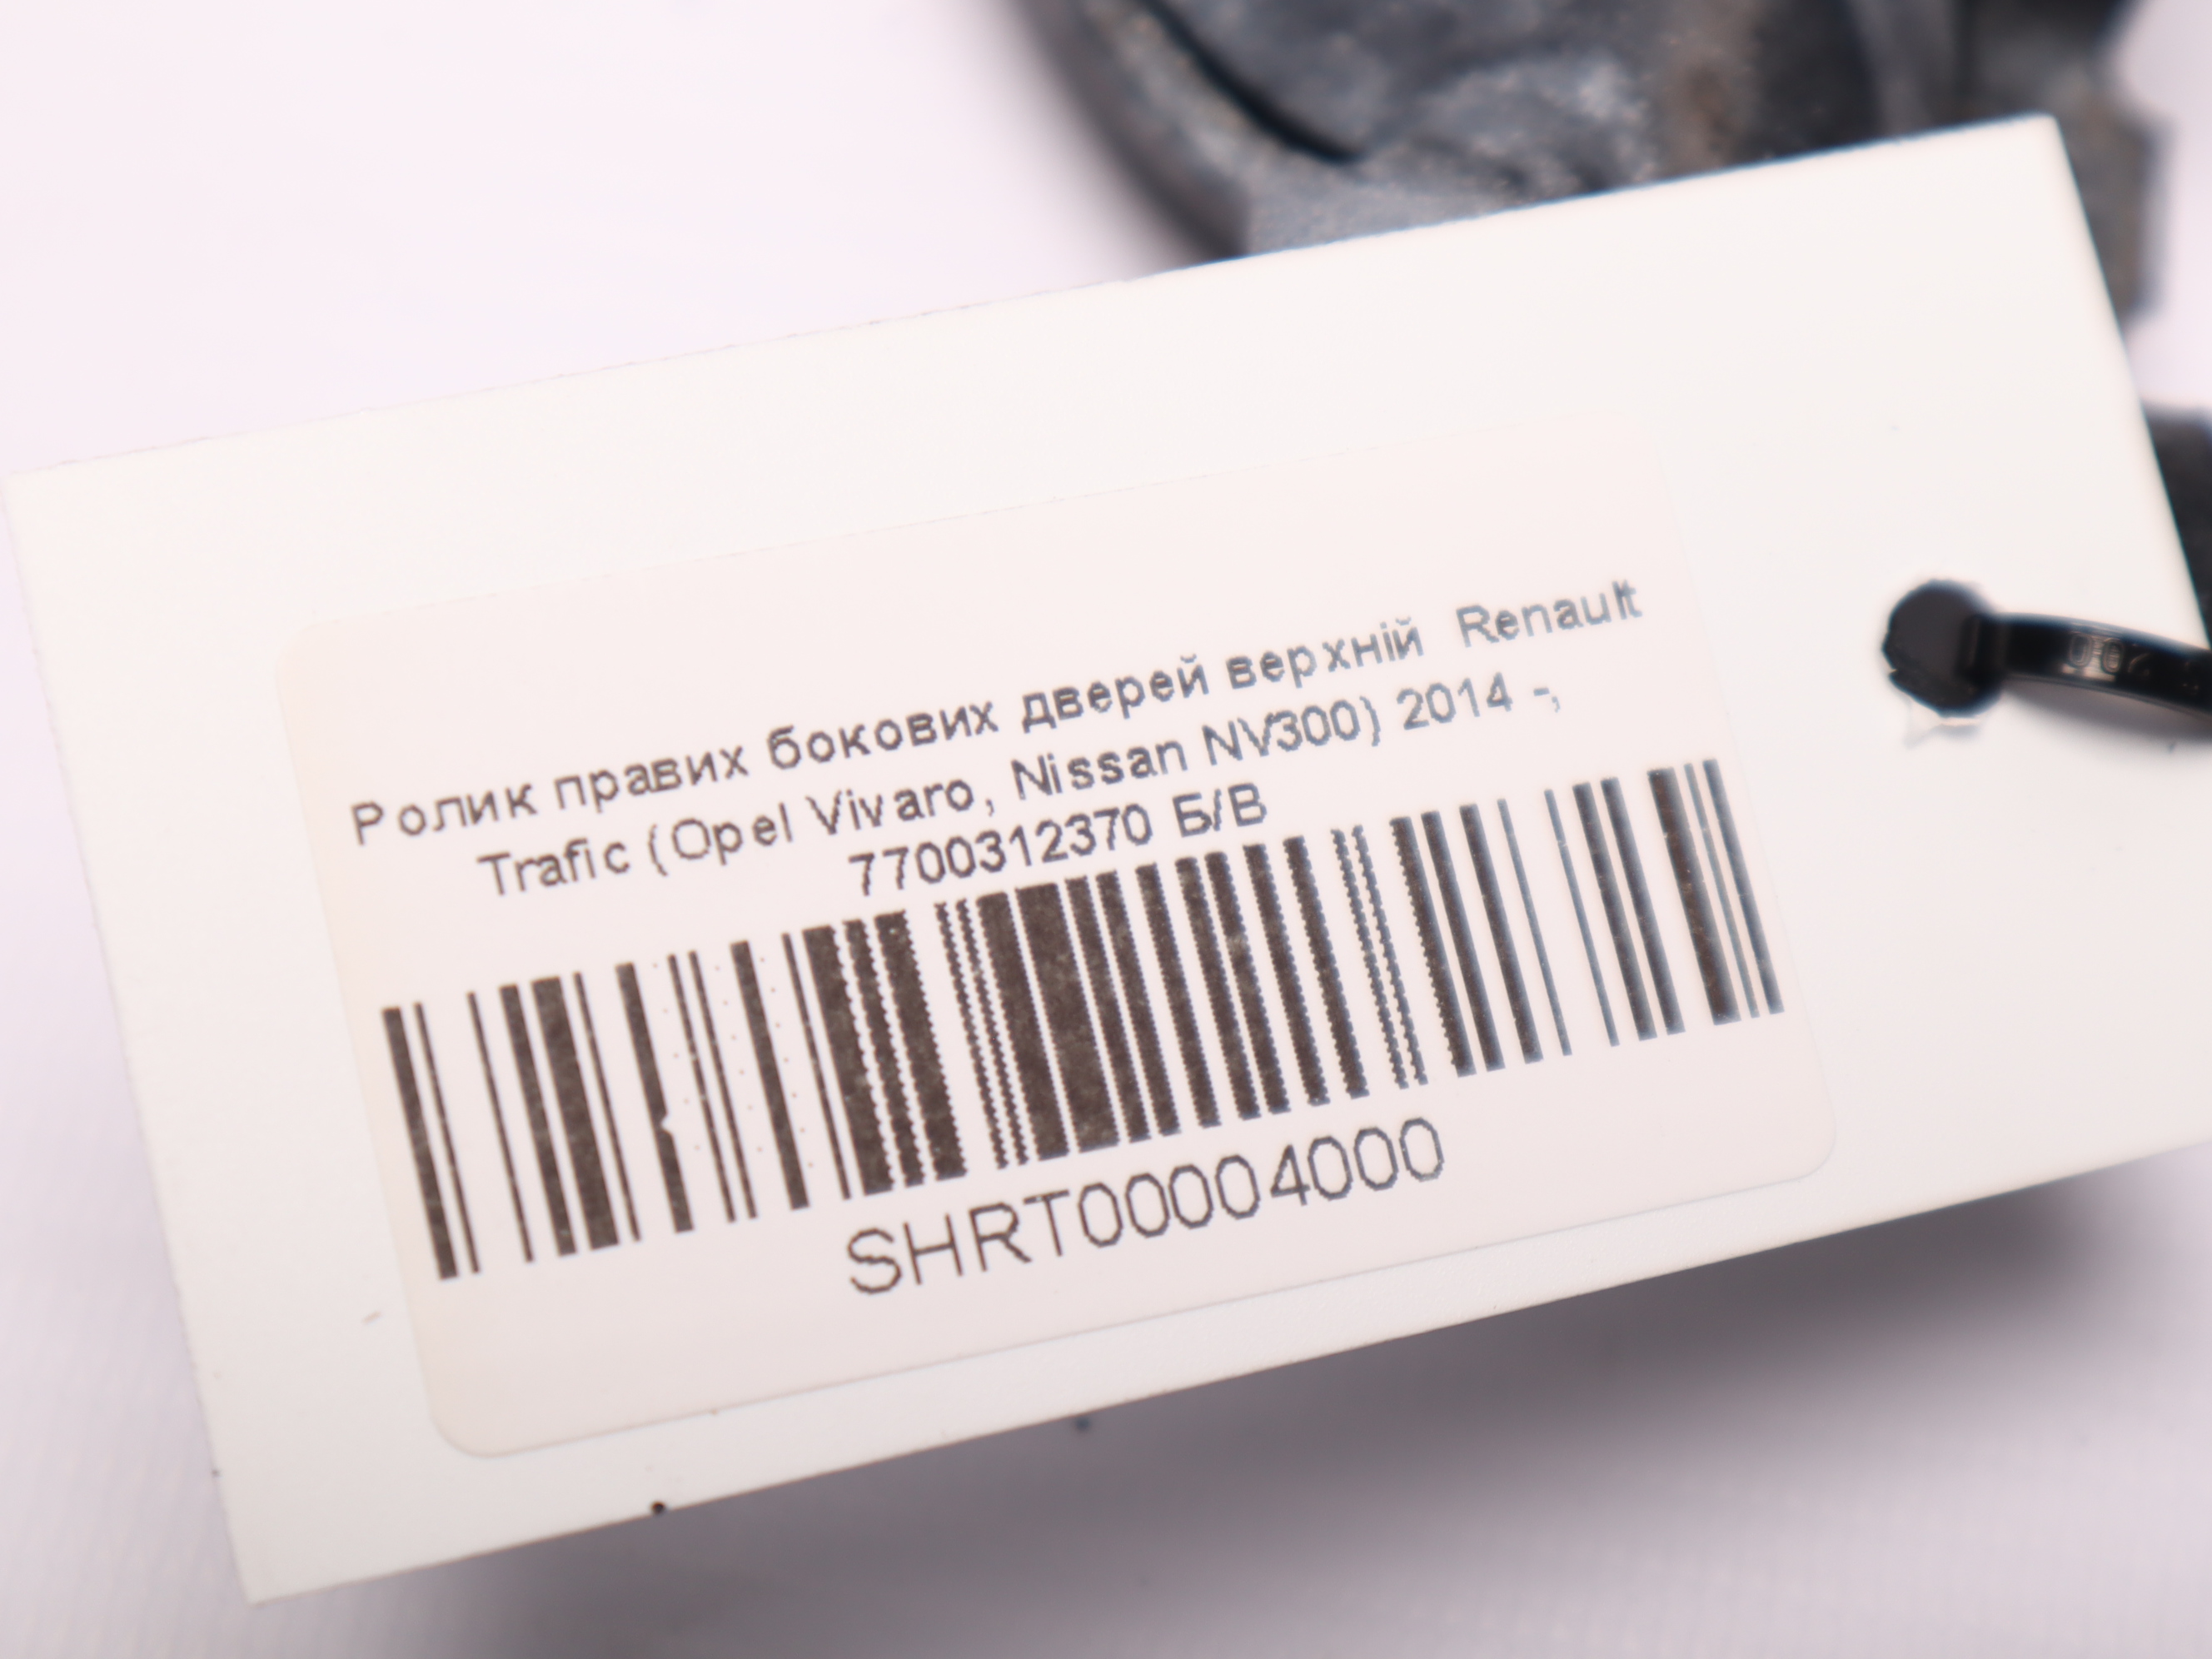 Ролик правих бокових дверей верхній Renault
Trafic (Opel Vivaro, Nissan NV300) 2014 -,
7700312370 Б/В
SHRT00004000